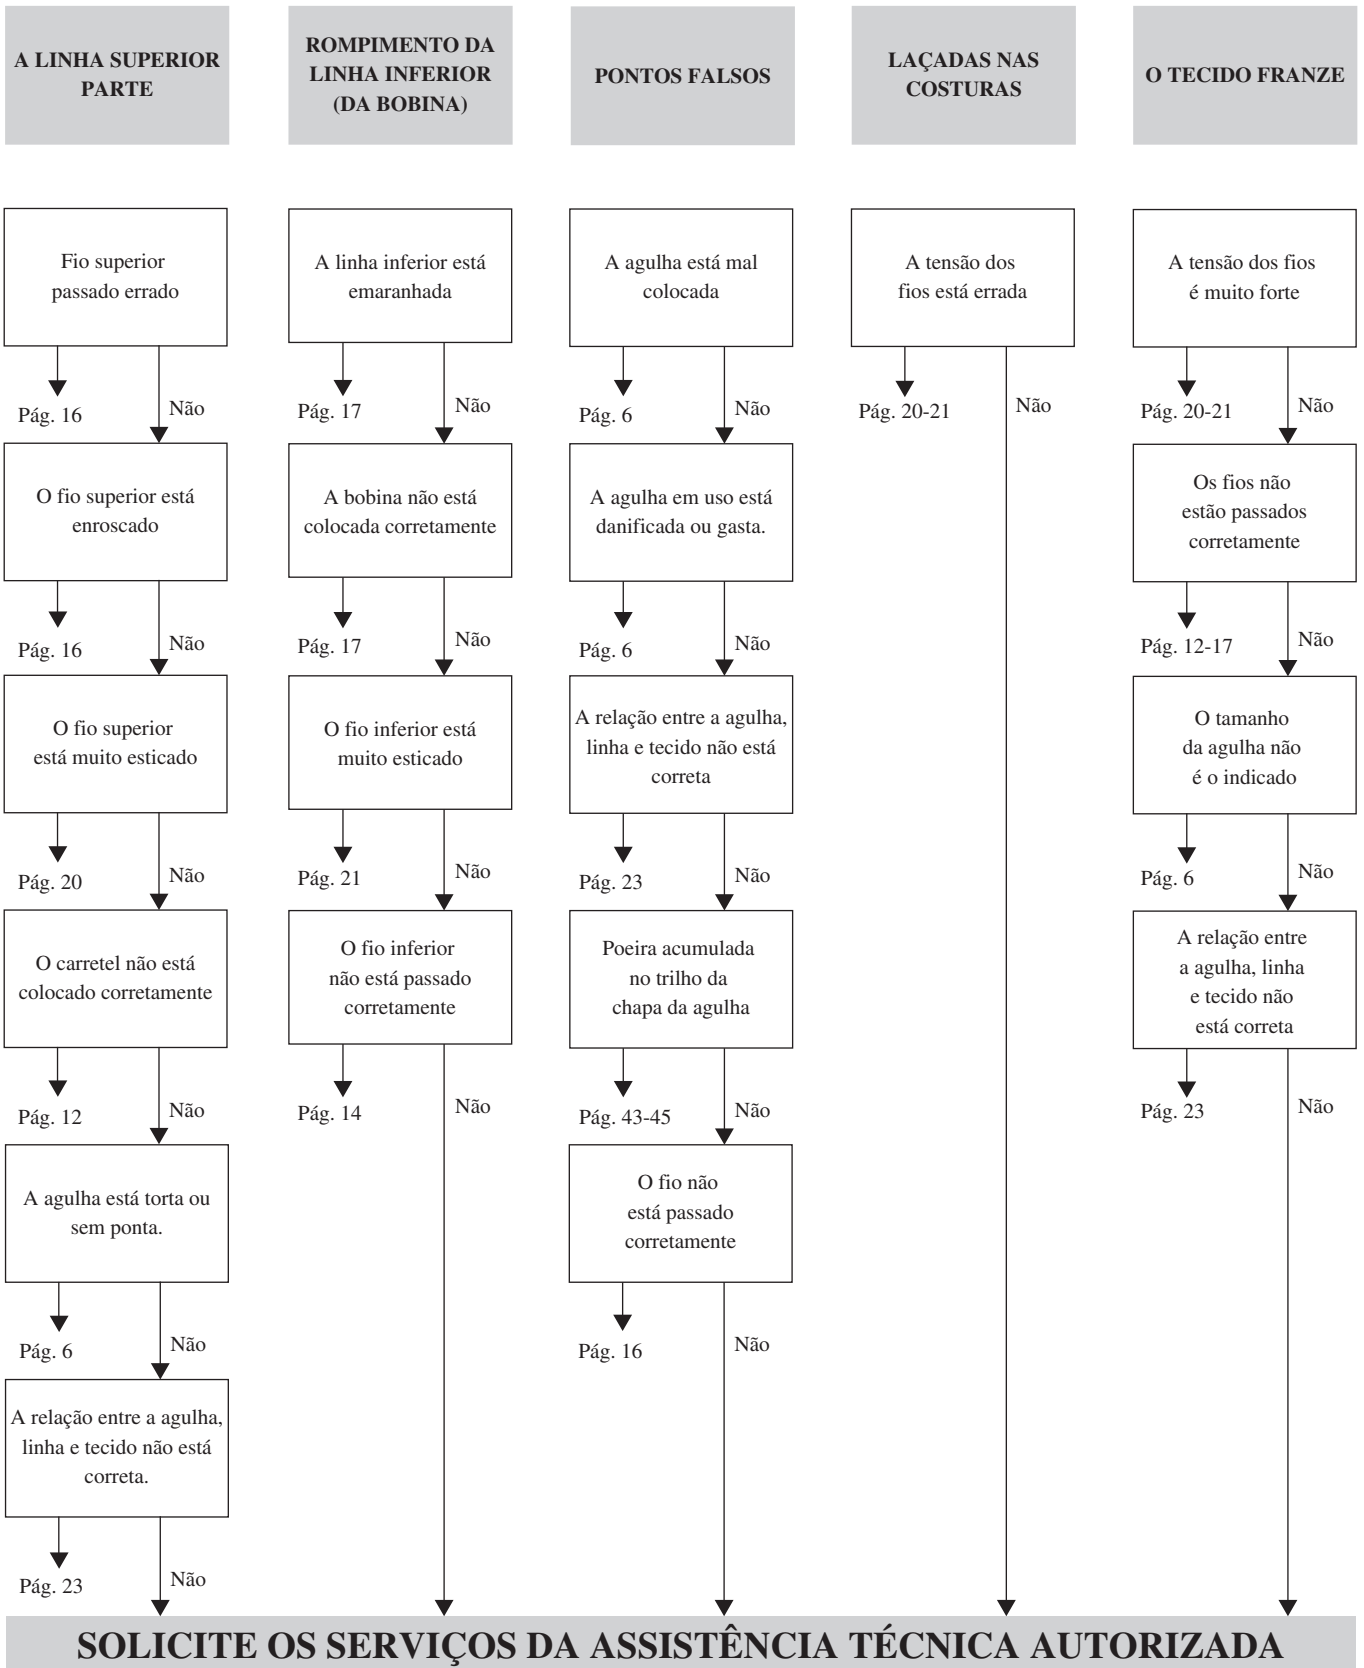 A LINHA SUPERIOR
PARTE
Fio superior
passado errado
Pág. 16
Não
O fio superior está
enroscado
Pág. 16
Não
O fio superior
está muito esticado
Pág. 20
Não
O carretel não está
colocado corretamente
Pág. 12
Não
A agulha está torta ou
sem ponta.
Pág. 6
Não
A relação entre a agulha,
linha e tecido não está
correta.
Pág. 23
Não
ROMPIMENTO DA
LINHA INFERIOR
(DA BOBINA)
A linha inferior está
emaranhada
Pág. 17
Não
A bobina não está
colocada corretamente
Pág. 17
Não
O fio inferior está
muito esticado
Pág. 21
Não
O fio inferior
não está passado
corretamente
Pág. 14
Não
PONTOS FALSOS
A agulha está mal
colocada
Pág. 6
Não
A agulha em uso está
danificada ou gasta.
Pág. 6
Não
A relação entre a agulha,
linha e tecido não está
correta
Pág. 23
Não
Poeira acumulada
no trilho da
chapa da agulha
Pág. 43-45
Não
O fio não
está passado
corretamente
Pág. 16
Não
LAÇADAS NAS
COSTURAS
A tensão dos
fios está errada
Pág. 20-21
Não
O TECIDO FRANZE
A tensão dos fios
é muito forte
Pág. 20-21
Não
Os fios não
estão passados
corretamente
Pág. 12-17
Não
O tamanho
da agulha não
é o indicado
Pág. 6
Não
A relação entre
a agulha, linha
e tecido não
está correta
Pág. 23
Não
SOLICITE OS SERVIÇOS DA ASSISTÊNCIA TÉCNICA AUTORIZADA